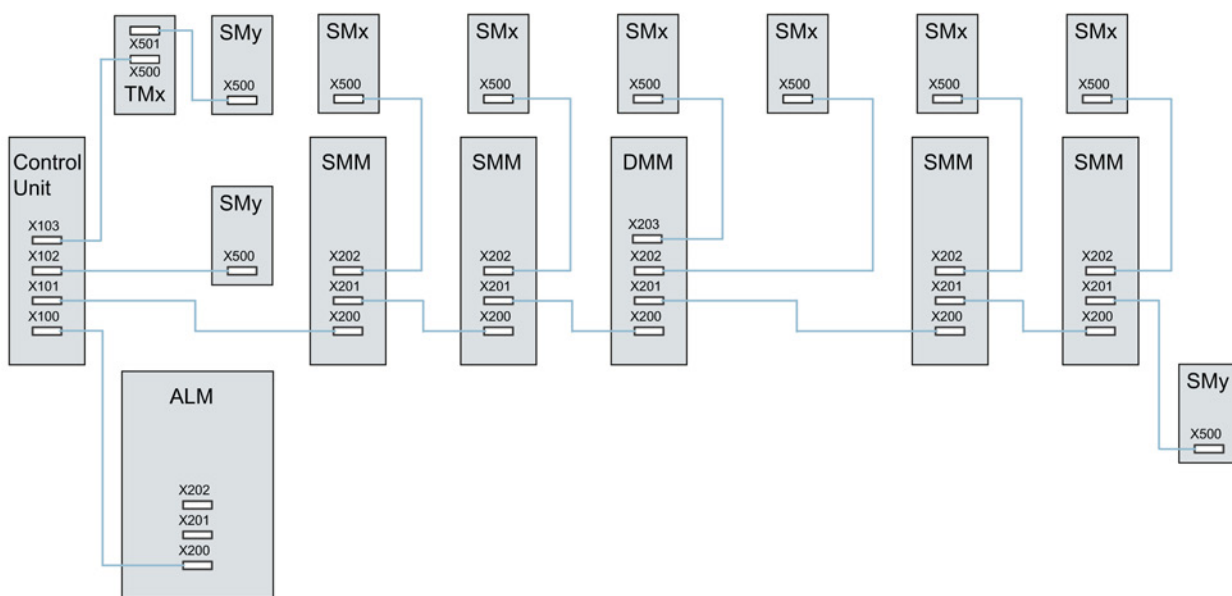 X501
X500
TMx
SMy
X500
SMx
X500
SMx
X500
SMx
X500
SMx
X500
SMx
X500
SMx
X500
Control
Unit
X103
X102
X101
X100
SMy
X500
SMM
X202
X201
X200
SMM
X202
X201
X200
DMM
X203
X202
X201
X200
SMM
X202
X201
X200
SMM
X202
X201
X200
SMy
X500
ALM
X202
X201
X200